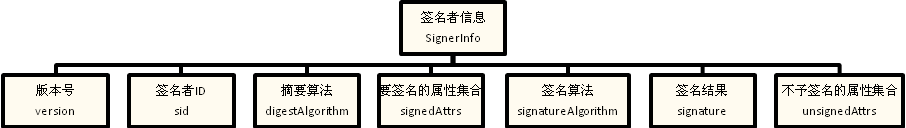 签名者信息
SignerInfo
版本号
version
签名者ID
sid
摘要算法
digestAlgorithm
要签名的属性集合
signedAttrs
签名算法
signatureAlgorithm
签名结果
signature
不予签名的属性集合
unsignedAttrs